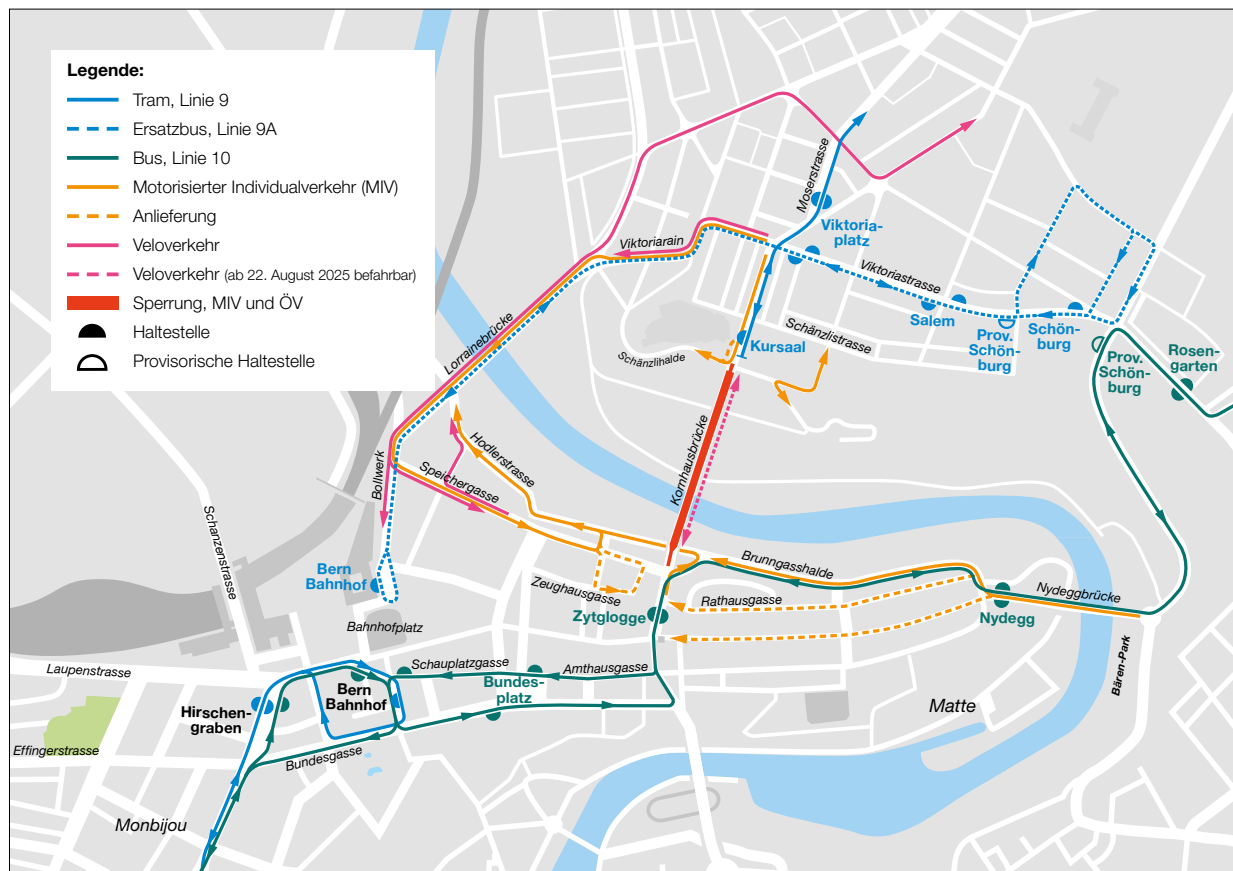 Legende:
Tram, Linie 9
Ersatzbus, Linie 9A
Bus, Linie 10
Motorisierter Individualverkehr (MIV)
Anlieferung
Veloverkehr
Veloverkehr (ab 22. August 2025 befahrbar)
Sperrung, MIV und ÖV
Haltestelle
Provisorische Haltestelle
Moserstrasse
Viktoria-
platz
Viktoriarain
Viktoriastrasse
Salem
Prov.
Schön-
burg
Schön-
burg
Prov.
Schön-
burg
Rosen-
garten
Schänzlistrasse
Kursaal
Schänzlihalde
Lorrainebrücke
Kornhausbrücke
Hodlerstrasse
Speichergasse
Bollwerk
Schanzenstrasse
Bern
Bahnhof
Zeughausgasse
Brunngasshalde
Rathausgasse
Nydeggbrücke
Nydegg
Zytglogge
Bahnhofplatz
Laupenstrasse
Schauplatzgasse
Amthausgasse
Bundes-
platz
Bern
Bahnhof
Hirschen-
graben
Bären-Park
Matte
Effingerstrasse
Bundesgasse
Monbijou